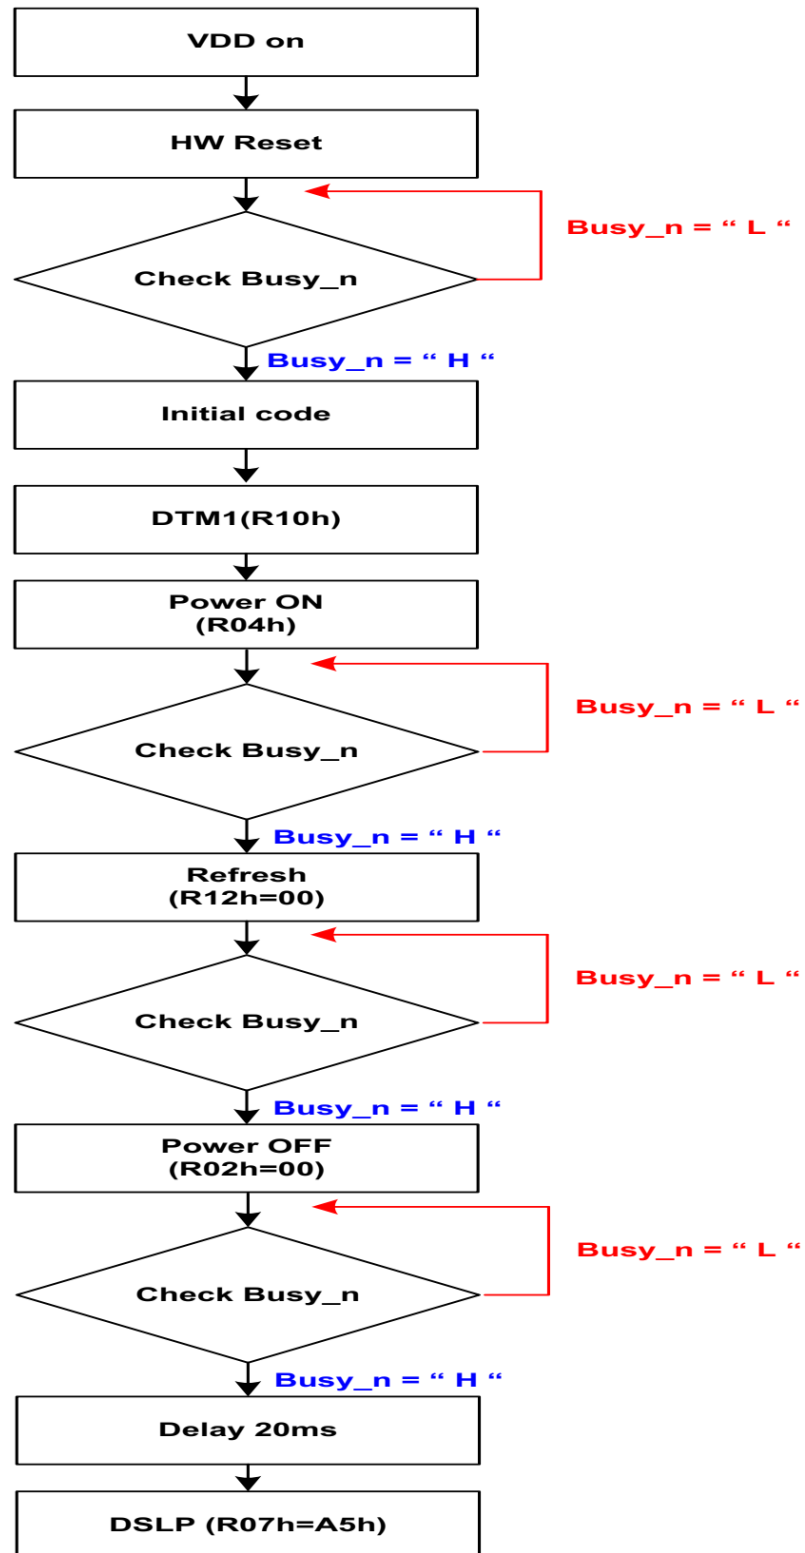 VDD on
HW Reset
Busy_n = “ L “
Check Busy_n
Busy_n = “ H “
Initial code
DTM1(R10h)
Power ON
(R04h)
Busy_n = “ L “
Check Busy_n
Busy_n = “ H “
Refresh
(R12h=00)
Busy_n = “ L “
Check Busy_n
Busy_n = “ H “
Power OFF
(R02h=00)
Busy_n = “ L “
Check Busy_n
Busy_n = “ H “
Delay 20ms
DSLP (R07h=A5h)